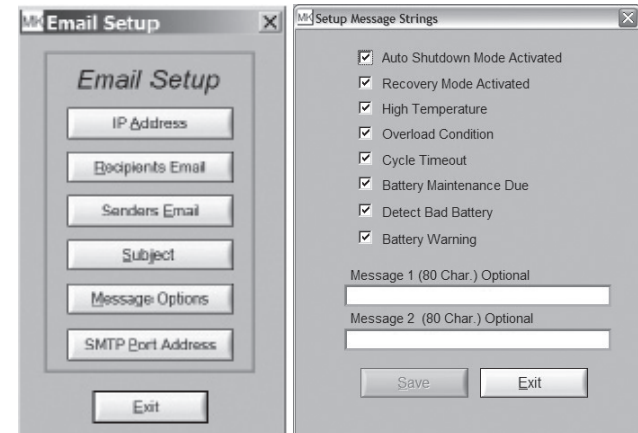 MK Email Setup
Email Setup
IP Address
Recipients Email
Senders Email
Subject
Message Options
SMTP Port Address
Exit
MK Setup Message Strings
Auto Shutdown Mode Activated
Recovery Mode Activated
High Temperature
Overload Condition
Cycle Timeout
Battery Maintenance Due
Detect Bad Battery
Battery Warning
Message 1 (80 Char.) Optional
Message 2 (80 Char.) Optional
Save Exit